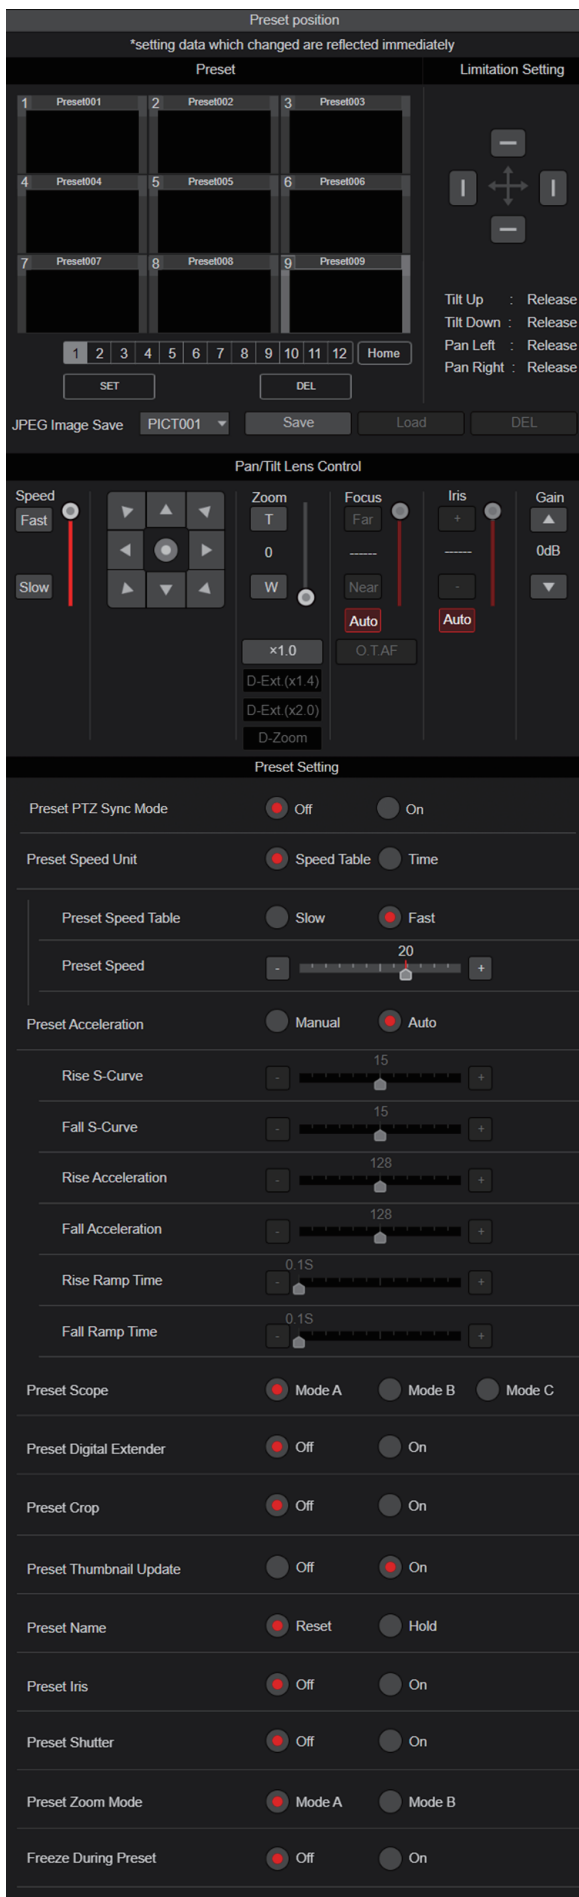 Preset position
*setting data which changed are reflected immediately
Preset Limitation Setting
1 Preset001 2 Preset002 3 Preset003
4 Preset004 5 Preset005 6 Preset006
7 Preset007 8 Preset008 9 Preset009
Tilt Up : Release
Tilt Down : Release
Pan Left : Release
Pan Right : Release
1 2 3 4 5 6 7 8 9 10 11 12 Home
SET DEL
JPEG Image Save PICT001 Save Load DEL
Pan/Tilt Lens Control
Speed Zoom Focus Iris Gain
Fast T Far +
0 ------ ------ 0dB
Slow W Near -
Auto Auto
×1.0 O.T.AF
D-Ext.(x1.4)
D-Ext.(x2.0)
D-Zoom
Preset Setting
Preset PTZ Sync Mode Off On
Preset Speed Unit Speed Table Time
Preset Speed Table Slow Fast
20
Preset Speed - +
Preset Acceleration Manual Auto
15
Rise S-Curve - +
15
Fall S-Curve - +
128
Rise Acceleration - +
128
Fall Acceleration - +
0.1S
Rise Ramp Time - +
0.1S
Fall Ramp Time - +
Preset Scope Mode A Mode B Mode C
Preset Digital Extender Off On
Preset Crop Off On
Preset Thumbnail Update Off On
Preset Name Reset Hold
Preset Iris Off On
Preset Shutter Off On
Preset Zoom Mode Mode A Mode B
Freeze During Preset Off On